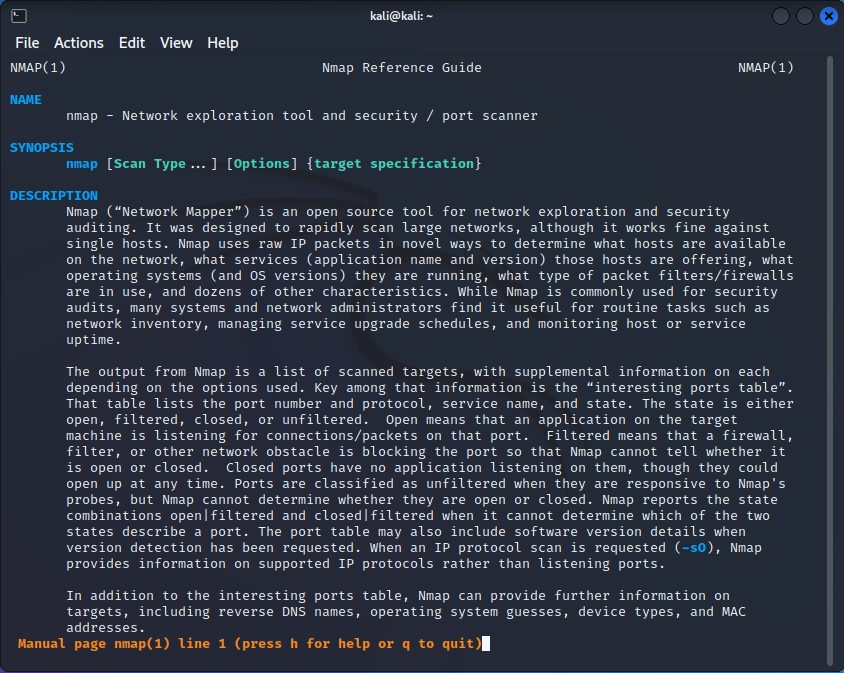 kali@kali: ~
File Actions Edit View Help
NMAP(1) Nmap Reference Guide NMAP(1)
NAME
nmap - Network exploration tool and security / port scanner
SYNOPSIS
nmap [Scan Type...] [Options] {target specification}
DESCRIPTION
Nmap (“Network Mapper”) is an open source tool for network exploration and security
auditing. It was designed to rapidly scan large networks, although it works fine against
single hosts. Nmap uses raw IP packets in novel ways to determine what hosts are available
on the network, what services (application name and version) those hosts are offering, what
operating systems (and OS versions) they are running, what type of packet filters/firewalls
are in use, and dozens of other characteristics. While Nmap is commonly used for security
audits, many systems and network administrators find it useful for routine tasks such as
network inventory, managing service upgrade schedules, and monitoring host or service
uptime.
The output from Nmap is a list of scanned targets, with supplemental information on each
depending on the options used. Key among that information is the “interesting ports table”.
That table lists the port number and protocol, service name, and state. The state is either
open, filtered, closed, or unfiltered. Open means that an application on the target
machine is listening for connections/packets on that port. Filtered means that a firewall,
filter, or other network obstacle is blocking the port so that Nmap cannot tell whether it
is open or closed. Closed ports have no application listening on them, though they could
open up at any time. Ports are classified as unfiltered when they are responsive to Nmap's
probes, but Nmap cannot determine whether they are open or closed. Nmap reports the state
combinations open|filtered and closed|filtered when it cannot determine which of the two
states describe a port. The port table may also include software version details when
version detection has been requested. When an IP protocol scan is requested (-sO), Nmap
provides information on supported IP protocols rather than listening ports.
In addition to the interesting ports table, Nmap can provide further information on
targets, including reverse DNS names, operating system guesses, device types, and MAC
addresses.
Manual page nmap(1) line 1 (press h for help or q to quit)